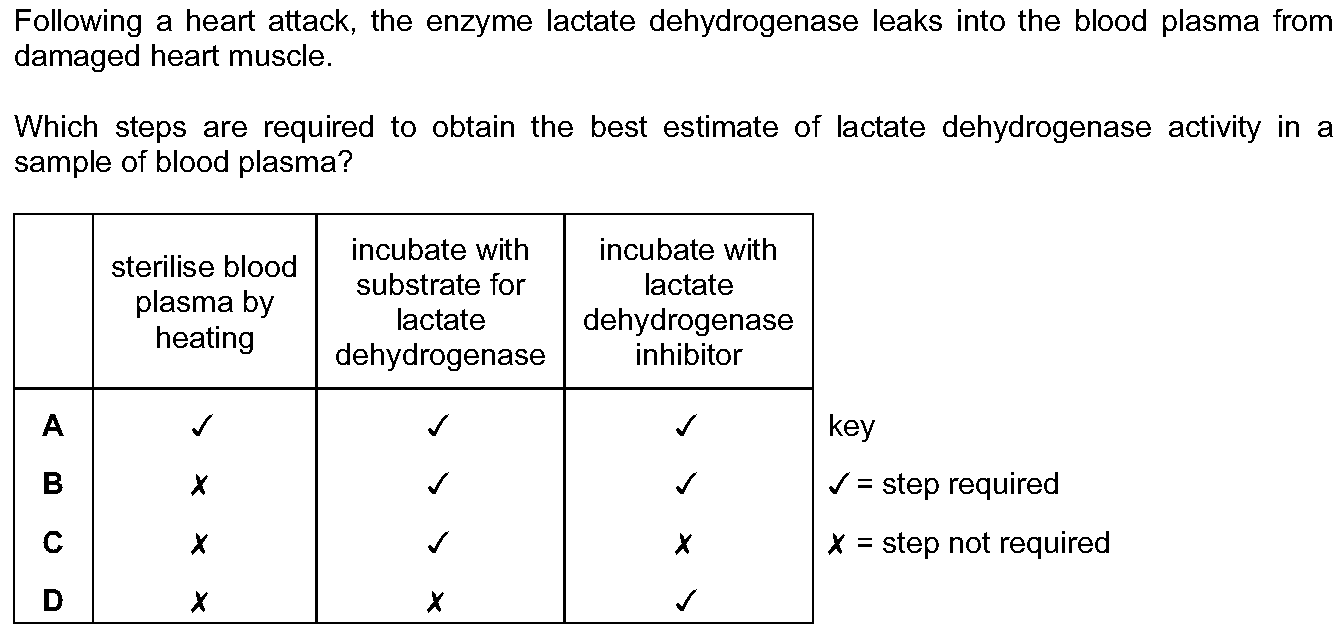 Following a heart attack, the enzyme lactate dehydrogenase leaks into the blood plasma from
damaged heart muscle.
Which steps are required to obtain the best estimate of lactate dehydrogenase activity in a
sample of blood plasma?
sterilise blood
plasma by
heating
incubate with
substrate for
lactate
dehydrogenase
incubate with
lactate
dehydrogenase
inhibitor
A ✓ ✓ ✓ key
B ✗ ✓ ✓ ✓ = step required
C ✗ ✓ ✗ ✗ = step not required
D ✗ ✗ ✓